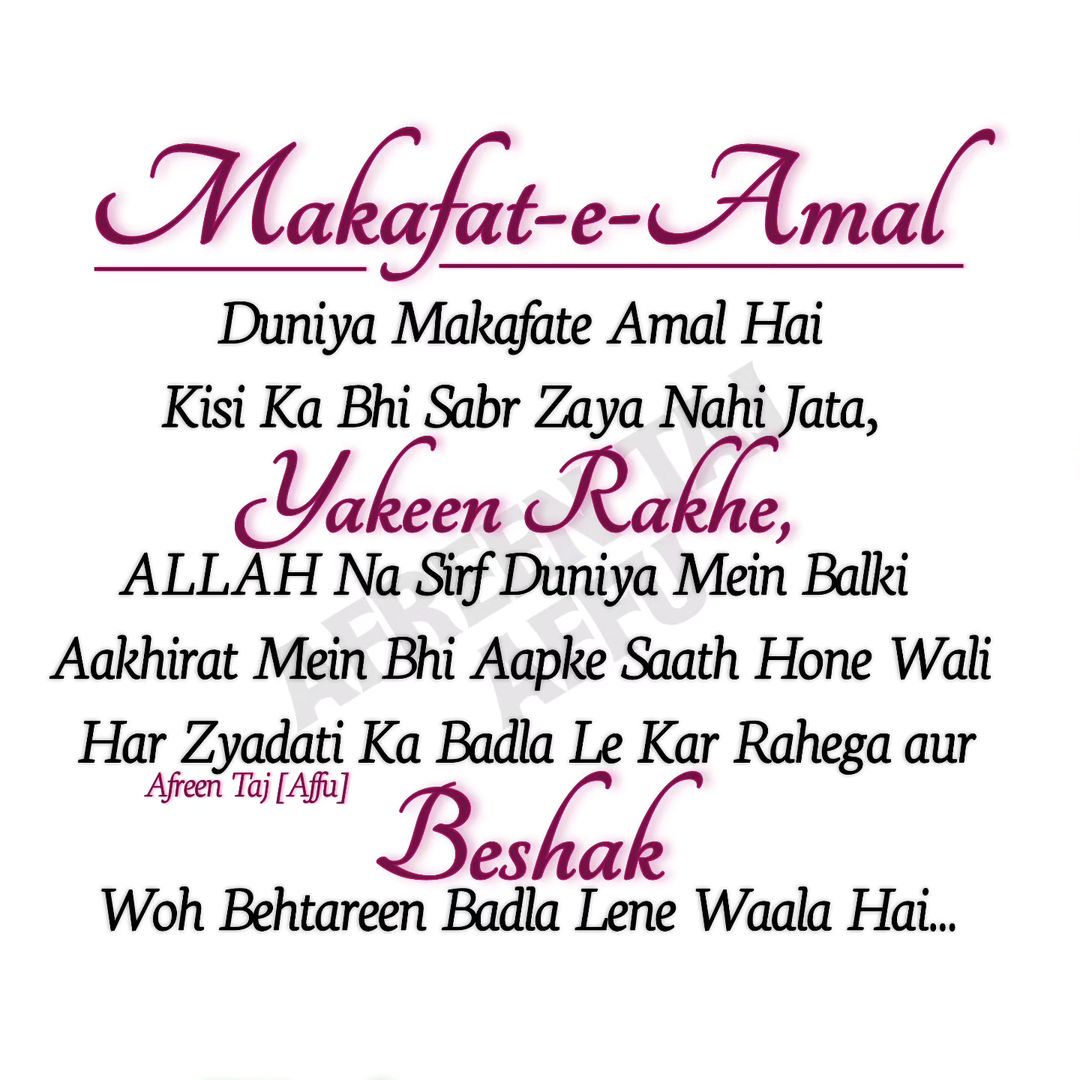 Makafat-e-Amal
Duniya Makafate Amal Hai
Kisi Ka Bhi Sabr Zaya Nahi Jata,
Yakeen Rakhe,
ALLAH Na Sirf Duniya Mein Balki
Aakhirat Mein Bhi Aapke Saath Hone Wali
Har Zyadati Ka Badla Le Kar Rahega aur
Afreen Taj [Affu]
Beshak
Woh Behtareen Badla Lene Waala Hai...
AFREEN TAJ
AFFU